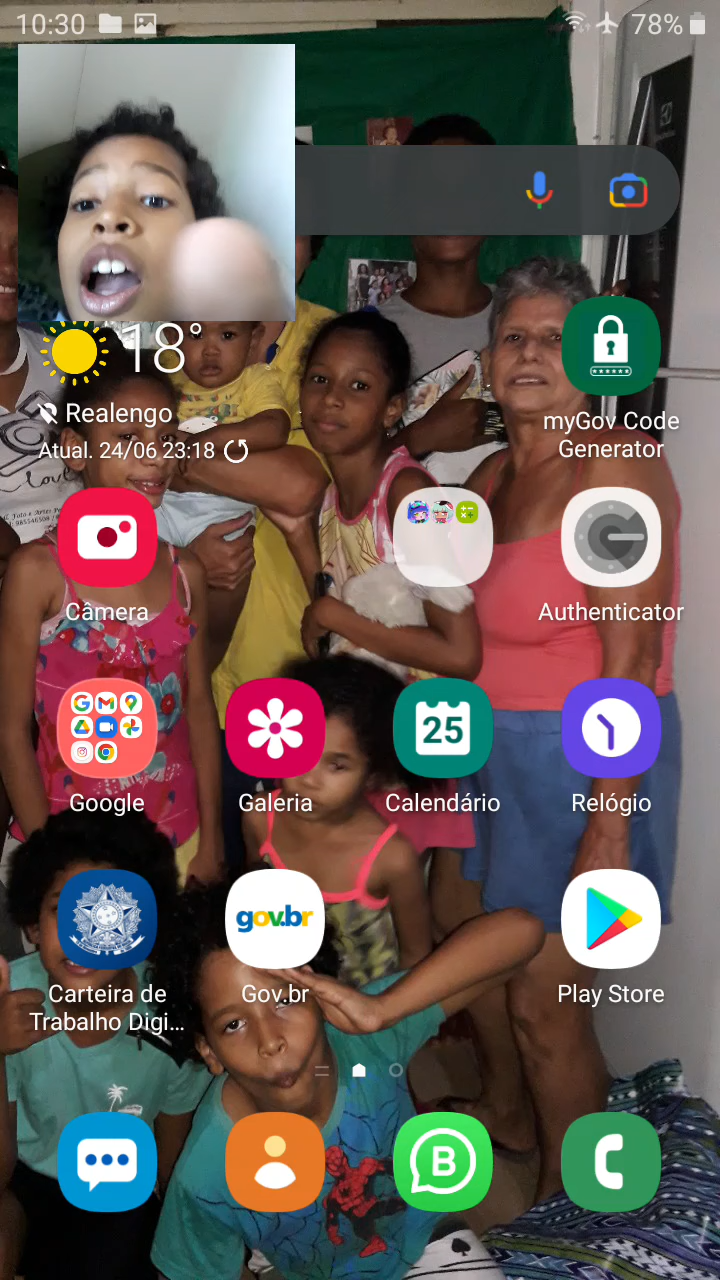 10:30
78%
18°
Realengo
Atual. 24/06 23:18
myGov Code
Generator
Câmera
Authenticator
25
Google
Galeria
Calendário
Relógio
gov.br
Carteira de
Trabalho Digi...
Gov.br
Play Store
B